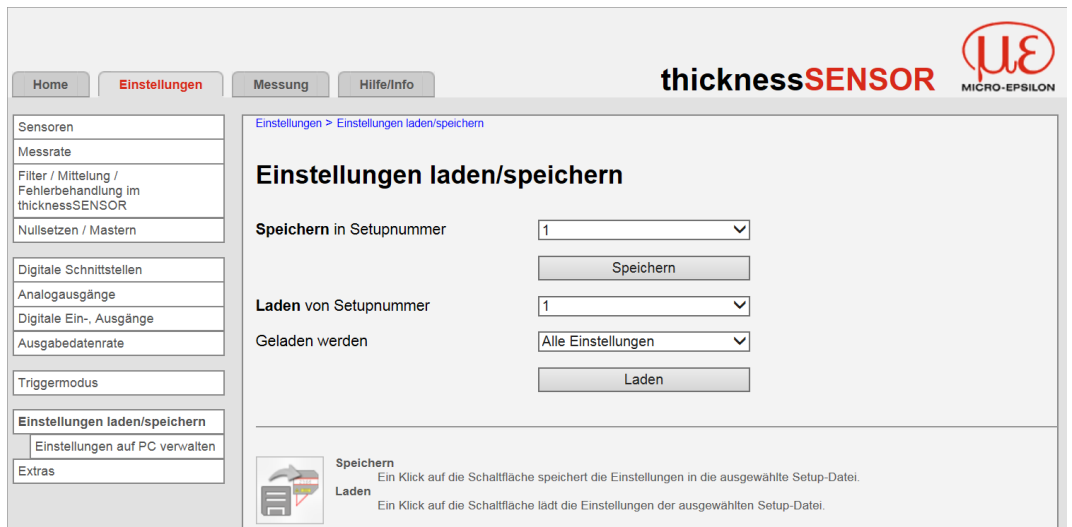 Home
Einstellungen
Messung
Hilfe/Info
thicknessSENSOR
με
MICRO-EPSILON
Sensoren
Messrate
Filter / Mittelung /
Fehlerbehandlung im
thicknessSENSOR
Nullsetzen / Mastern
Digitale Schnittstellen
Analogausgänge
Digitale Ein-, Ausgänge
Ausgabedatenrate
Triggermodus
Einstellungen laden/speichern
Einstellungen auf PC verwalten
Extras
Einstellungen > Einstellungen laden/speichern
Einstellungen laden/speichern
Speichern in Setupnummer 1
Speichern
Laden von Setupnummer 1
Geladen werden Alle Einstellungen
Laden
Speichern
Ein Klick auf die Schaltfläche speichert die Einstellungen in die ausgewählte Setup-Datei.
Laden
Ein Klick auf die Schaltfläche lädt die Einstellungen der ausgewählten Setup-Datei.